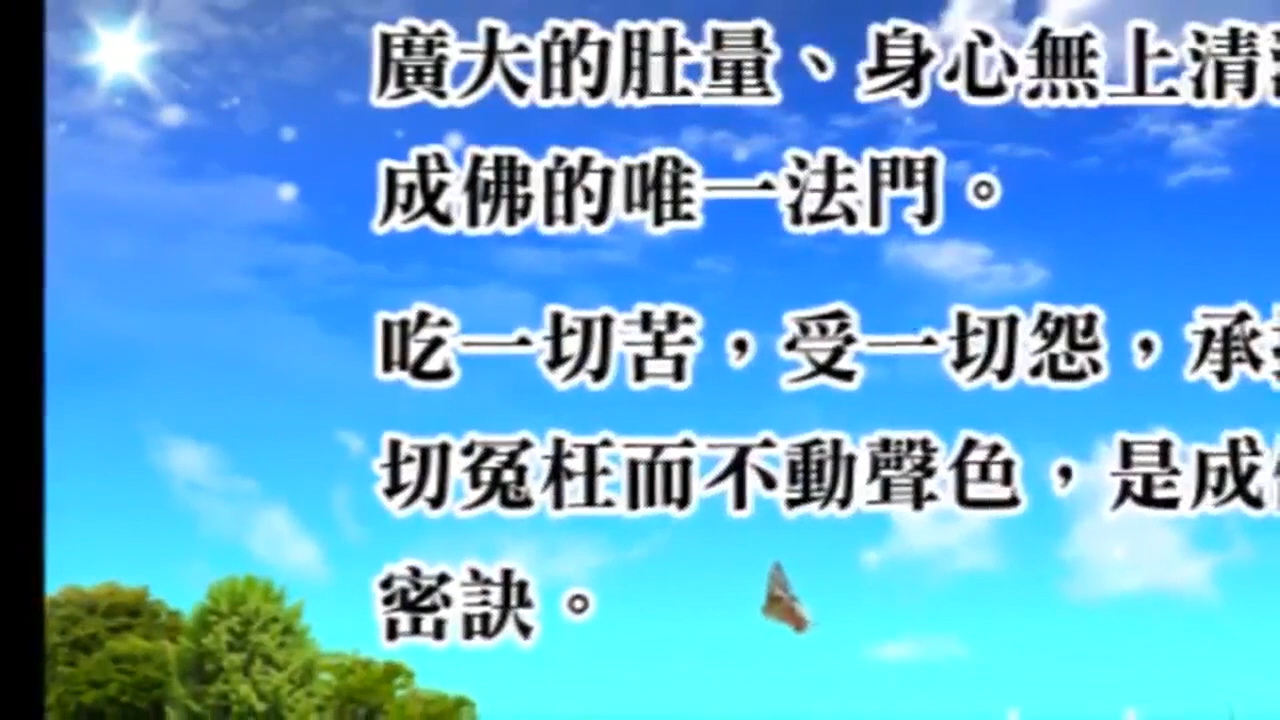 廣大的肚量、身心無上清
成佛的唯一法門。
吃一切苦，受一切怨，承
切冤枉而不動聲色，是成
密訣。